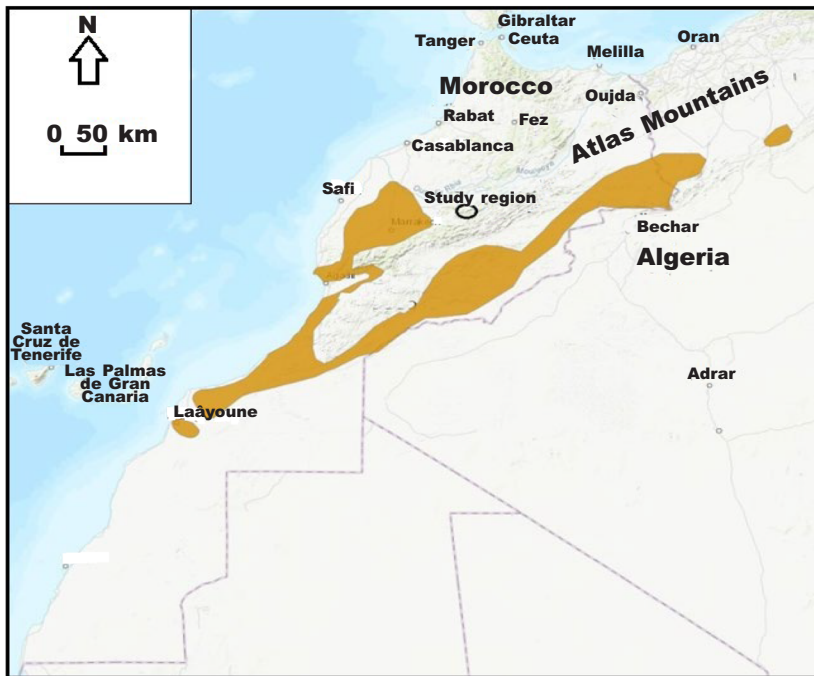 N
0 50 km
Gibraltar
Tanger
Ceuta
Melilla
Oran
Morocco
Oujda
Rabat
Fez
Atlas Mountains
Casablanca
Moulouya
Safi
Study region
Bechar
Algeria
Santa
Cruz de
Tenerife
Las Palmas
de Gran
Canaria
Adrar
Laâyoune